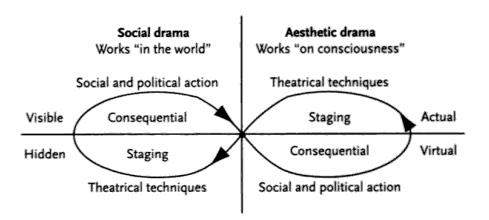 Social drama
Works "in the world"
Aesthetic drama
Works "on consciousness"
Social and political action
Theatrical techniques
Visible
Consequential
Staging
Actual
Hidden
Staging
Consequential
Virtual
Theatrical techniques
Social and political action